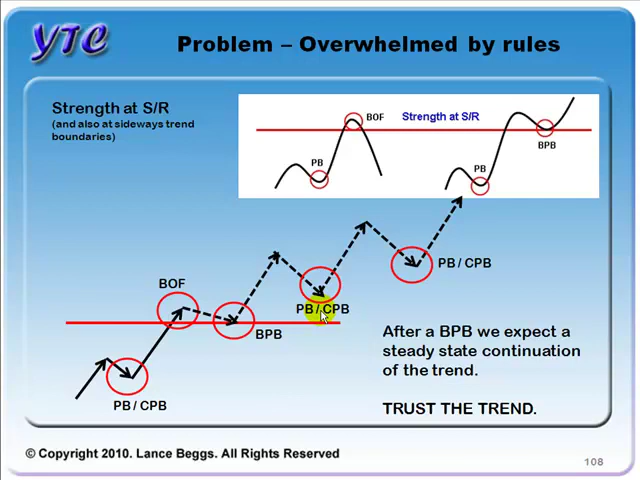 YTC
Problem – Overwhelmed by rules
Strength at S/R
(and also at sideways trend
boundaries)
BOF
Strength at S/R
PB
BPB
PB
BOF
BPB
PB / CPB
PB / CPB
PB / CPB
After a BPB we expect a
steady state continuation
of the trend.
TRUST THE TREND.
© Copyright 2010. Lance Beggs. All Rights Reserved
108